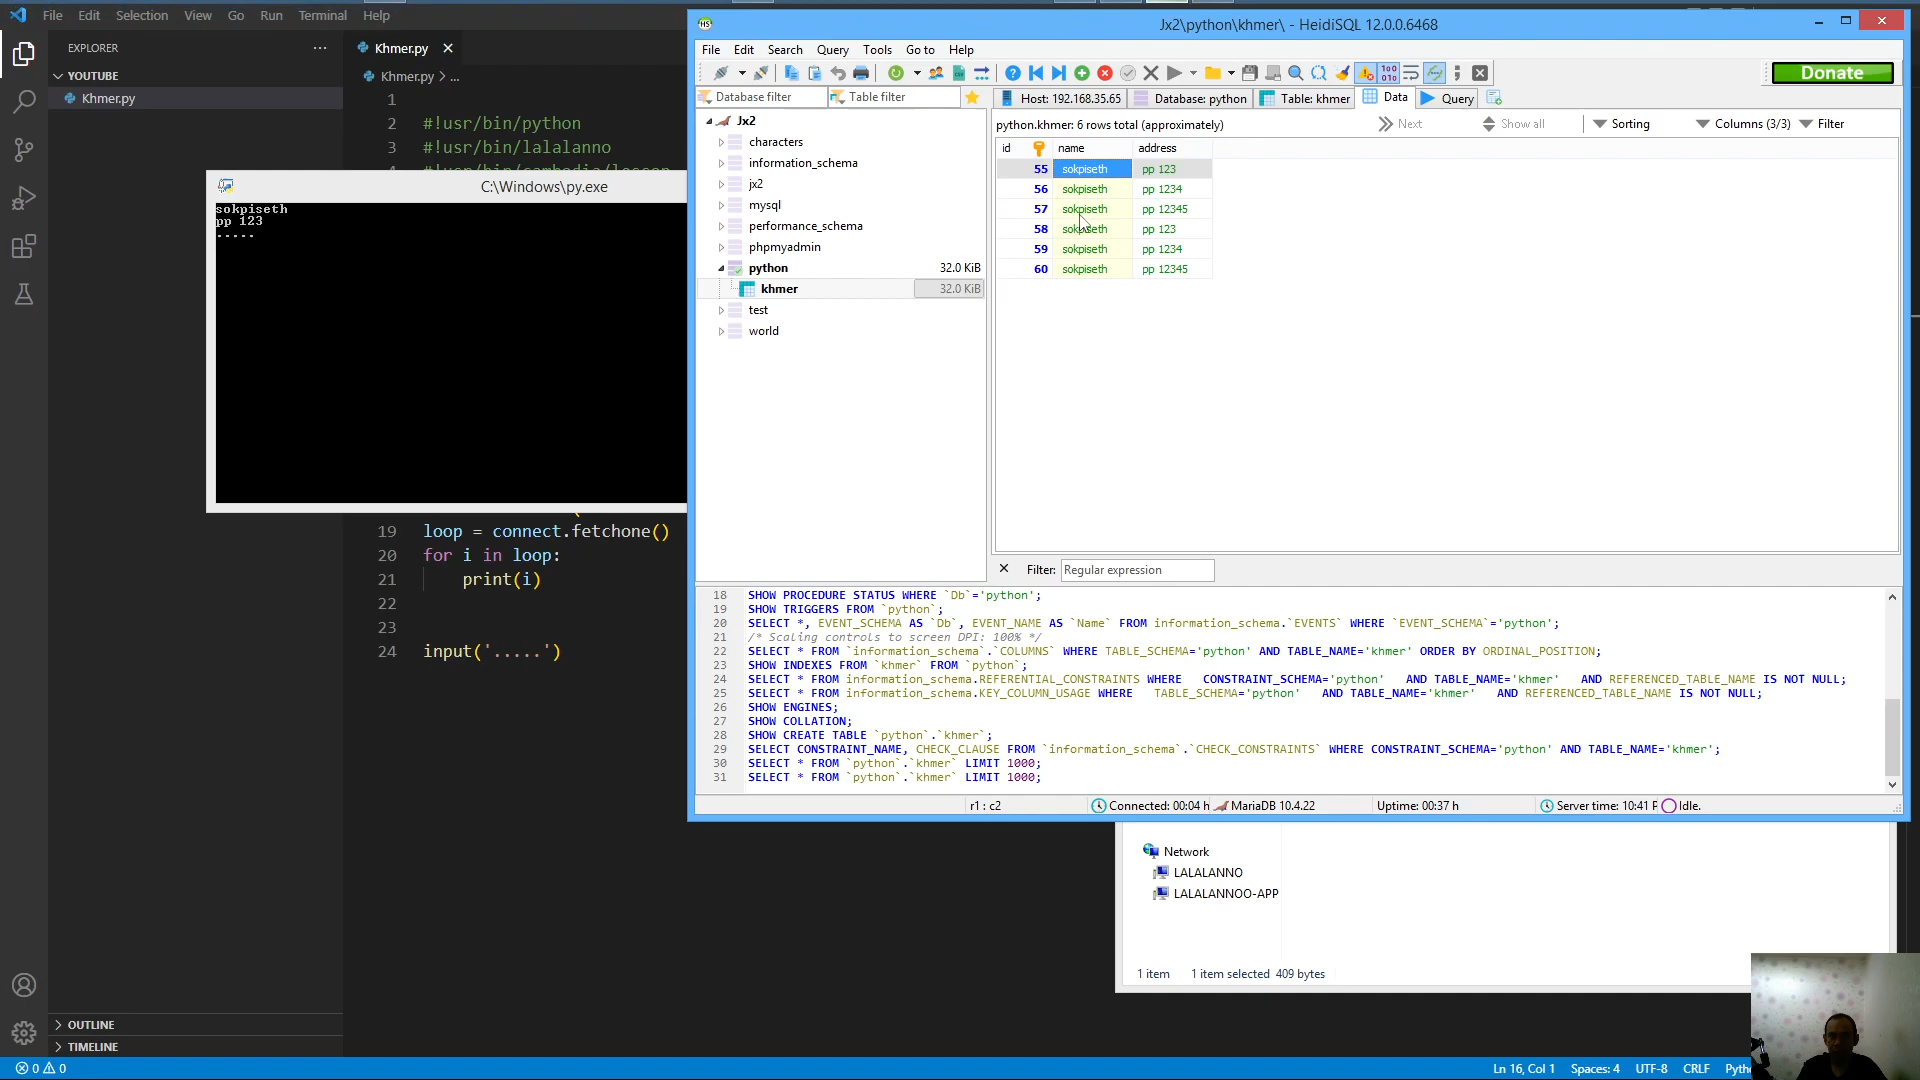 File Edit Selection View Go Run Terminal Help
EXPLORER
YOUTUBE
Khmer.py
OUTLINE
TIMELINE
Khmer.py
Khmer.py > ...
1
2 #!usr/bin/python
3 #!usr/bin/lalalanno
C:\Windows\py.exe
sokpiseth
pp 123
.....
19 loop = connect.fetchone()
20 for i in loop:
21 print(i)
22
23
24 input('.....')
Jx2\python\khmer\ - HeidiSQL 12.0.0.6468
File Edit Search Query Tools Go to Help
Donate
Database filter Table filter
Host: 192.168.35.65 Database: python Table: khmer Data Query
Jx2
characters
information_schema
jx2
mysql
performance_schema
phpmyadmin
python 32.0 KiB
khmer 32.0 KiB
test
world
python.khmer: 6 rows total (approximately) Next Show all Sorting Columns (3/3) Filter
id name address
55 sokpiseth pp 123
56 sokpiseth pp 1234
57 sokpiseth pp 12345
58 sokpiseth pp 123
59 sokpiseth pp 1234
60 sokpiseth pp 12345
Filter: Regular expression
18 SHOW PROCEDURE STATUS WHERE `Db`='python';
19 SHOW TRIGGERS FROM `python`;
20 SELECT *, EVENT_SCHEMA AS `Db`, EVENT_NAME AS `Name` FROM information_schema.`EVENTS` WHERE `EVENT_SCHEMA`='python';
21 /* Scaling controls to screen DPI: 100% */
22 SELECT * FROM `information_schema`.`COLUMNS` WHERE TABLE_SCHEMA='python' AND TABLE_NAME='khmer' ORDER BY ORDINAL_POSITION;
23 SHOW INDEXES FROM `khmer` FROM `python`;
24 SELECT * FROM information_schema.REFERENTIAL_CONSTRAINTS WHERE CONSTRAINT_SCHEMA='python' AND TABLE_NAME='khmer' AND REFERENCED_TABLE_NAME IS NOT NULL;
25 SELECT * FROM information_schema.KEY_COLUMN_USAGE WHERE TABLE_SCHEMA='python' AND TABLE_NAME='khmer' AND REFERENCED_TABLE_NAME IS NOT NULL;
26 SHOW ENGINES;
27 SHOW COLLATION;
28 SHOW CREATE TABLE `python`.`khmer`;
29 SELECT CONSTRAINT_NAME, CHECK_CLAUSE FROM `information_schema`.`CHECK_CONSTRAINTS` WHERE CONSTRAINT_SCHEMA='python' AND TABLE_NAME='khmer';
30 SELECT * FROM `python`.`khmer` LIMIT 1000;
31 SELECT * FROM `python`.`khmer` LIMIT 1000;
r1 : c2 Connected: 00:04 h MariaDB 10.4.22 Uptime: 00:37 h Server time: 10:41 P Idle.
Network
LALALANNO
LALALANNOO-APP
1 item 1 item selected 409 bytes
0 0 Ln 16, Col 1 Spaces: 4 UTF-8 CRLF